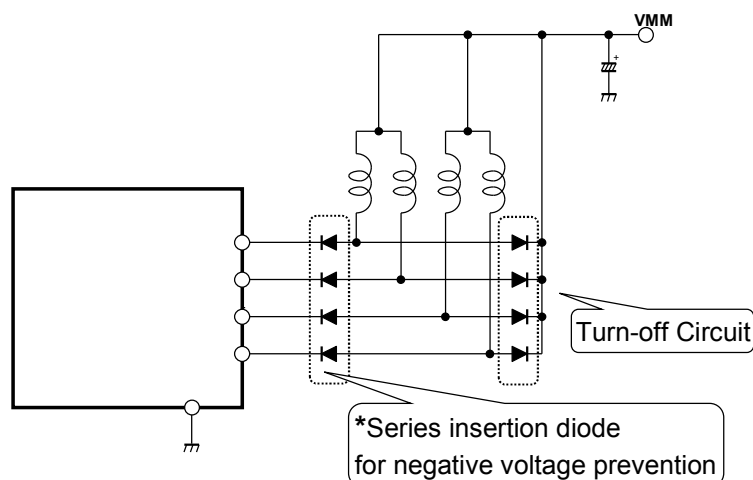 VMM
+
Turn-off Circuit
*Series insertion diode
for negative voltage prevention